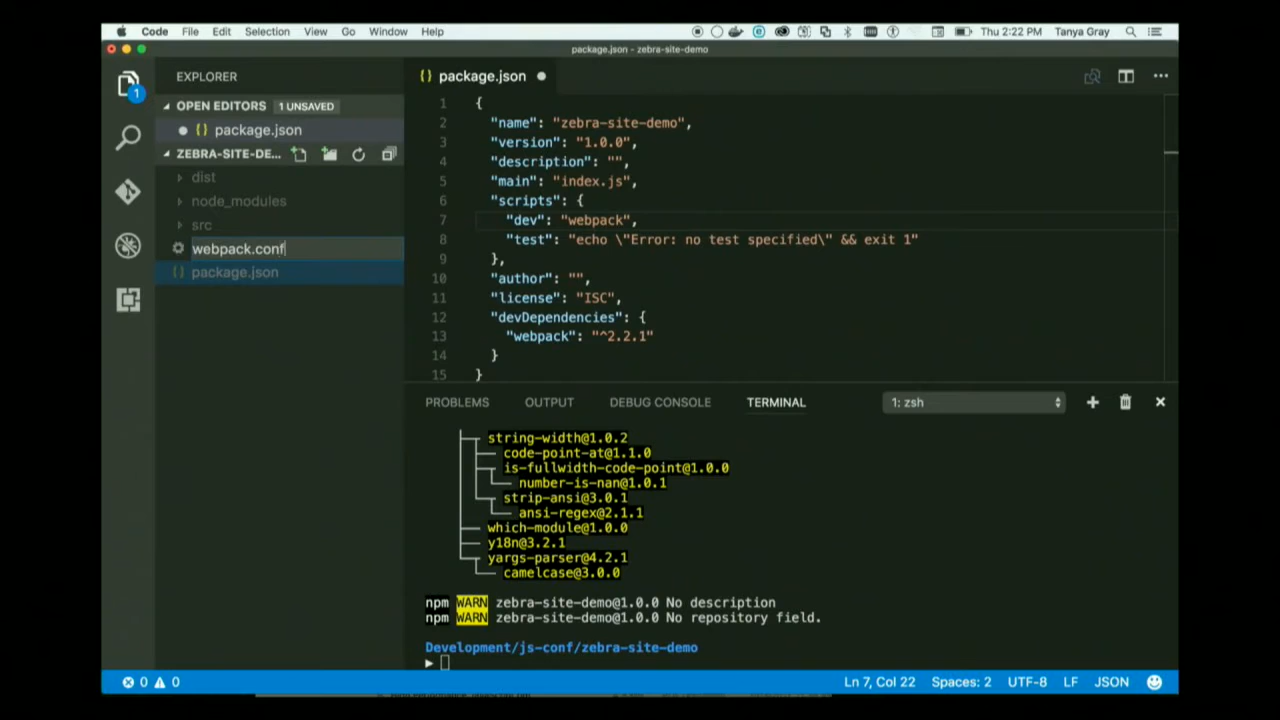 Code File Edit Selection View Go Window Help Thu 2:22 PM Tanya Gray
package.json - zebra-site-demo
EXPLORER
OPEN EDITORS 1 UNSAVED
package.json
ZEBRA-SITE-DE...
dist
node_modules
src
webpack.conf
package.json
1
{} package.json
1 {
2 "name": "zebra-site-demo",
3 "version": "1.0.0",
4 "description": "",
5 "main": "index.js",
6 "scripts": {
7 "dev": "webpack",
8 "test": "echo \"Error: no test specified\" && exit 1"
9 },
10 "author": "",
11 "license": "ISC",
12 "devDependencies": {
13 "webpack": "^2.2.1"
14 }
15 }
PROBLEMS OUTPUT DEBUG CONSOLE TERMINAL 1: zsh
string-width@1.0.2
code-point-at@1.1.0
is-fullwidth-code-point@1.0.0
number-is-nan@1.0.1
strip-ansi@3.0.1
ansi-regex@2.1.1
which-module@1.0.0
y18n@3.2.1
yargs-parser@4.2.1
camelcase@3.0.0
npm WARN zebra-site-demo@1.0.0 No description
npm WARN zebra-site-demo@1.0.0 No repository field.
Development/js-conf/zebra-site-demo
0 0 Ln 7, Col 22 Spaces: 2 UTF-8 LF JSON